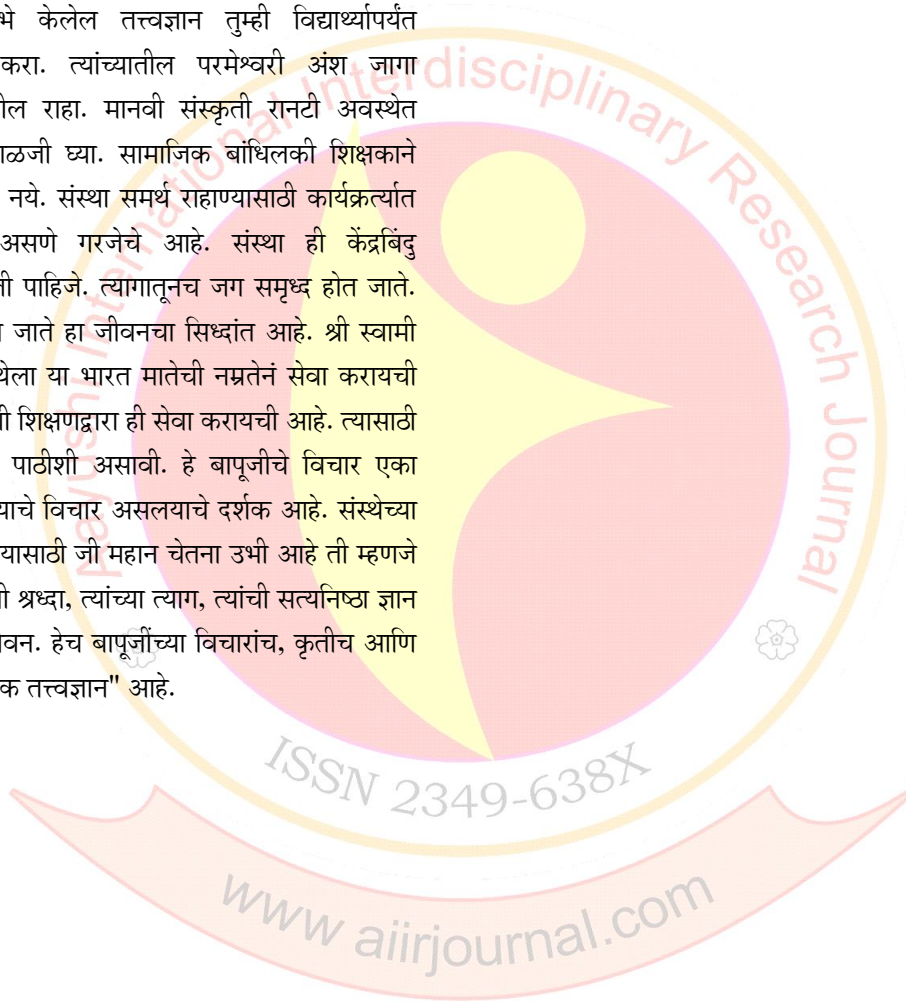 भे केलेल तत्त्वज्ञान तुम्ही विद्यार्थ्यापर्यंत
करा. त्यांच्यातील परमेश्वरी अंश जागा
ील राहा. मानवी संस्कृती रानटी अवस्थेत
ाळजी घ्या. सामाजिक बांधिलकी शिक्षकाने
नये. संस्था समर्थ राहाण्यासाठी कार्यक्रर्त्यात
असणे गरजेचे आहे. संस्था ही केंद्रबिंदु
ी पाहिजे. त्यागातूनच जग समृध्द होत जाते.
जाते हा जीवनचा सिध्दांत आहे. श्री स्वामी
थेला या भारत मातेची नम्रतेनं सेवा करायची
ी शिक्षणद्वारा ही सेवा करायची आहे. त्यासाठी
पाठीशी असावी. हे बापूजीचे विचार एका
याचे विचार असलयाचे दर्शक आहे. संस्थेच्या
यासाठी जी महान चेतना उभी आहे ती म्हणजे
ी श्रध्दा, त्यांच्या त्याग, त्यांची सत्यनिष्ठा ज्ञान
वन. हेच बापूजींच्या विचारांच, कृतीच आणि
क तत्त्वज्ञान" आहे.
Aayushi International Interdisciplinary Research Journal
ISSN 2349-638X
www aiirjournal.com